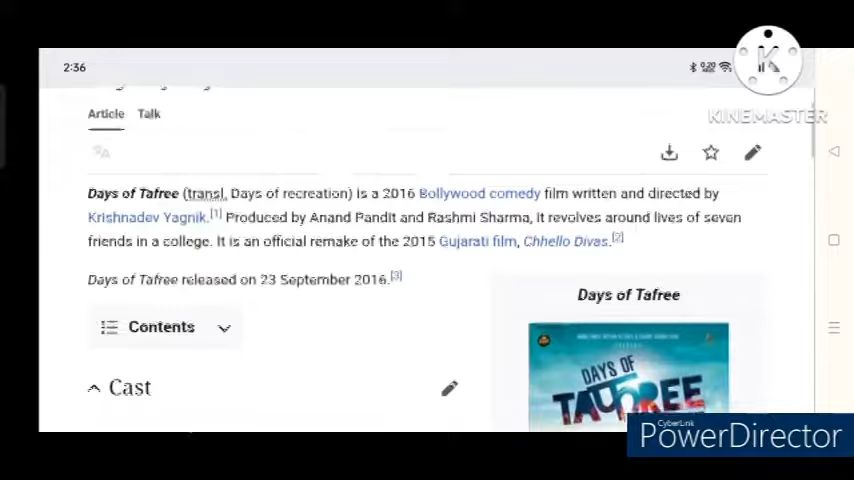 2:36
KINEMASTER
Article Talk
Days of Tafree (transl. Days of recreation) is a 2016 Bollywood comedy film written and directed by
Krishnadev Yagnik.[1] Produced by Anand Pandit and Rashmi Sharma, it revolves around lives of seven
friends in a college. It is an official remake of the 2015 Gujarati film, Chhello Divas.[2]
Days of Tafree released on 23 September 2016.[3]
Days of Tafree
Contents
DAYS OF
TAFREE
Cast
CyberLink
PowerDirector